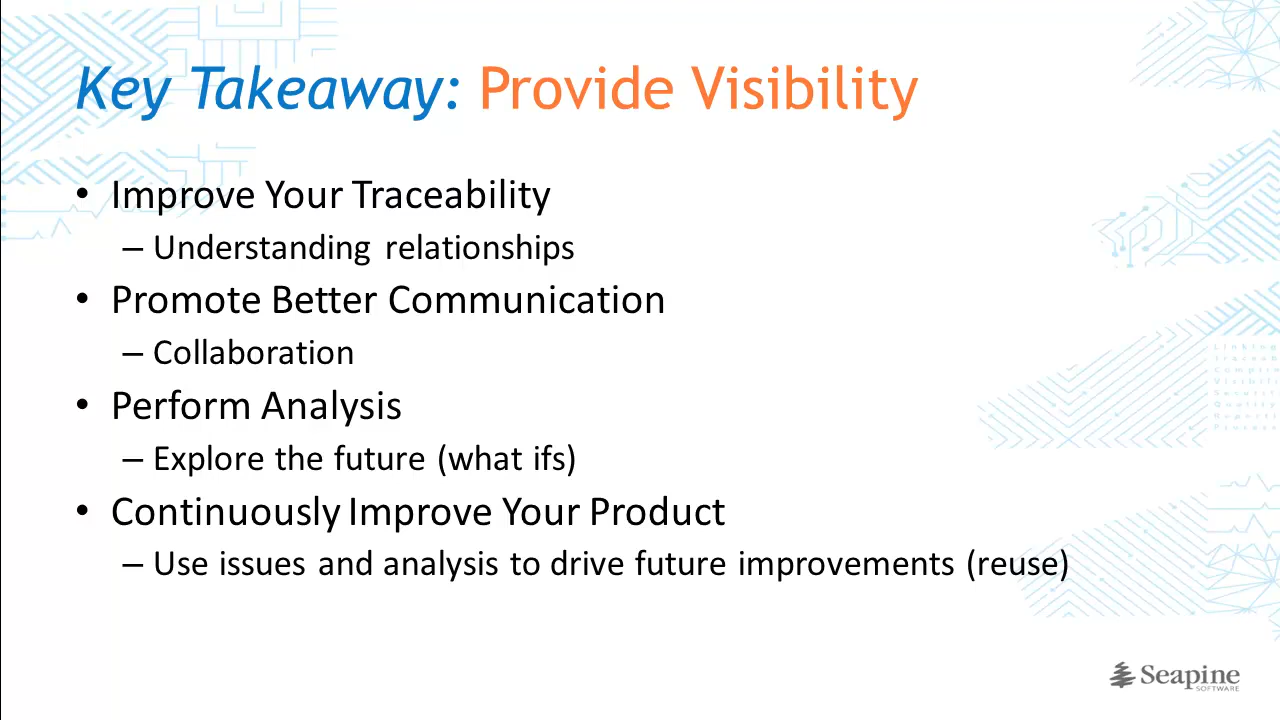 Key Takeaway: Provide Visibility
• Improve Your Traceability
– Understanding relationships
• Promote Better Communication
– Collaboration
• Perform Analysis
– Explore the future (what ifs)
• Continuously Improve Your Product
– Use issues and analysis to drive future improvements (reuse)
Seapine
SOFTWARE